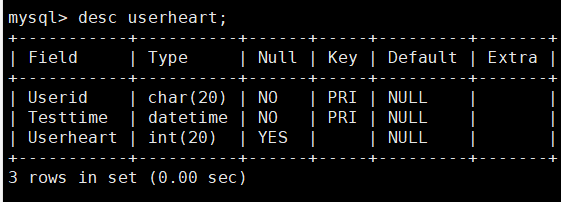 mysql> desc userheart;
+-----------+----------+------+-----+---------+-------+
| Field     | Type     | Null | Key | Default | Extra |
+-----------+----------+------+-----+---------+-------+
| Userid    | char(20) | NO   | PRI | NULL    |       |
| Testtime  | datetime | NO   | PRI | NULL    |       |
| Userheart | int(20)  | YES  |     | NULL    |       |
+-----------+----------+------+-----+---------+-------+
3 rows in set (0.00 sec)